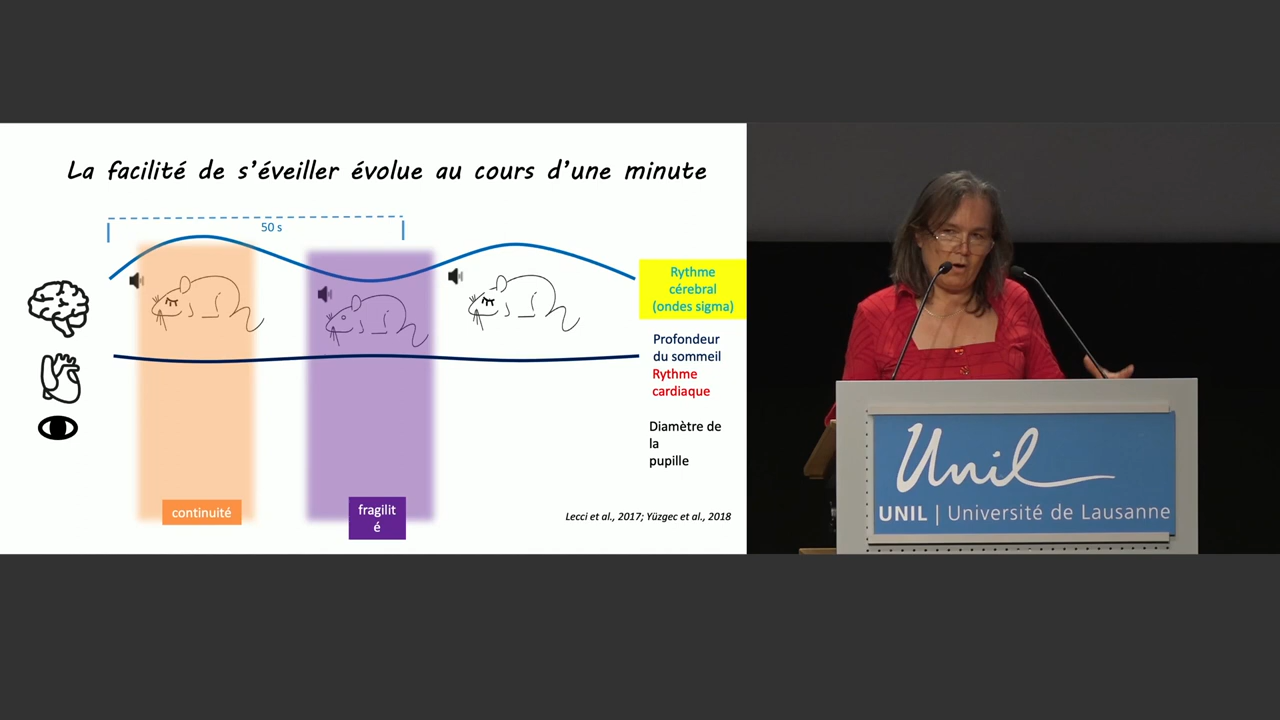 La facilité de s'éveiller évolue au cours d'une minute
50 s
Rythme
cérébral
(ondes sigma)
Profondeur
du sommeil
Rythme
cardiaque
Diamètre de
la
pupille
continuité
fragilit
é
Lecci et al., 2017; Yüzgec et al., 2018
Unil
UNIL | Université de Lausanne